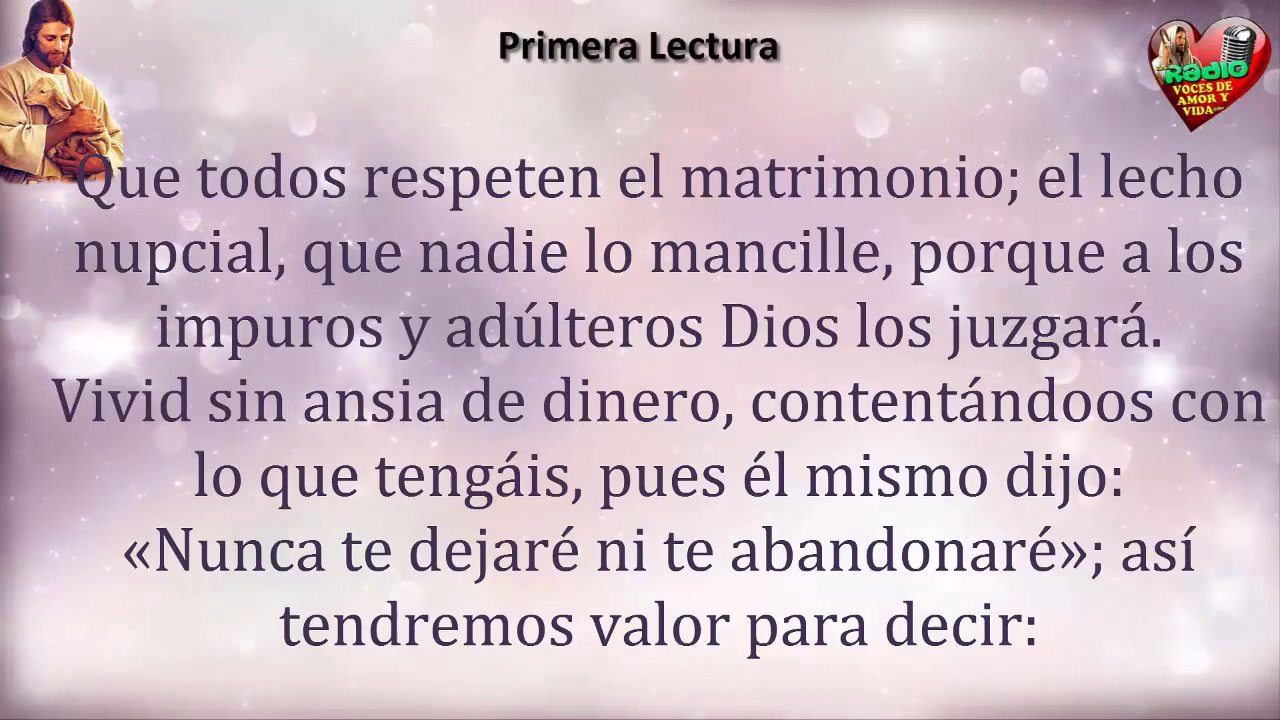 Primera Lectura
Radio
VOCES DE
AMOR Y
VIDA.com
Que todos respeten el matrimonio; el lecho
nupcial, que nadie lo mancille, porque a los
impuros y adúlteros Dios los juzgará.
Vivid sin ansia de dinero, contentándoos con
lo que tengáis, pues él mismo dijo:
«Nunca te dejaré ni te abandonaré»; así
tendremos valor para decir: